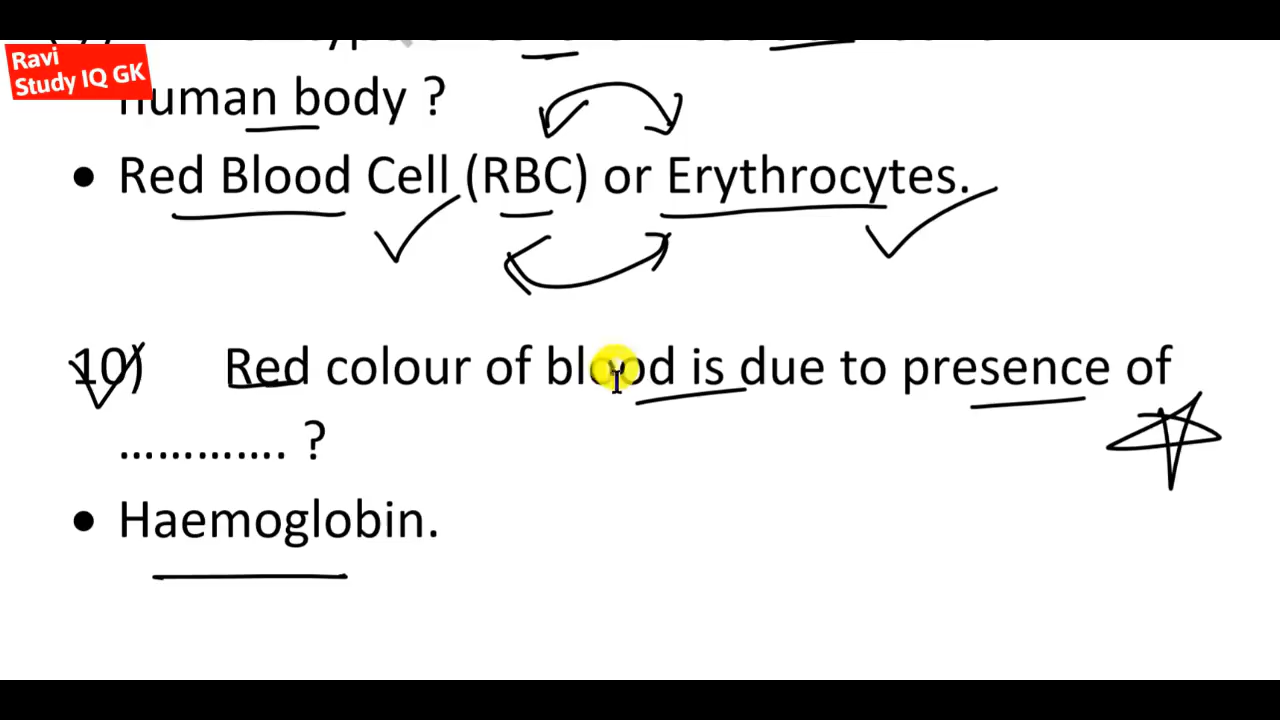 Ravi
Study IQ GK
human body ?
• Red Blood Cell (RBC) or Erythrocytes.
10) Red colour of blood is due to presence of
............. ?
• Haemoglobin.